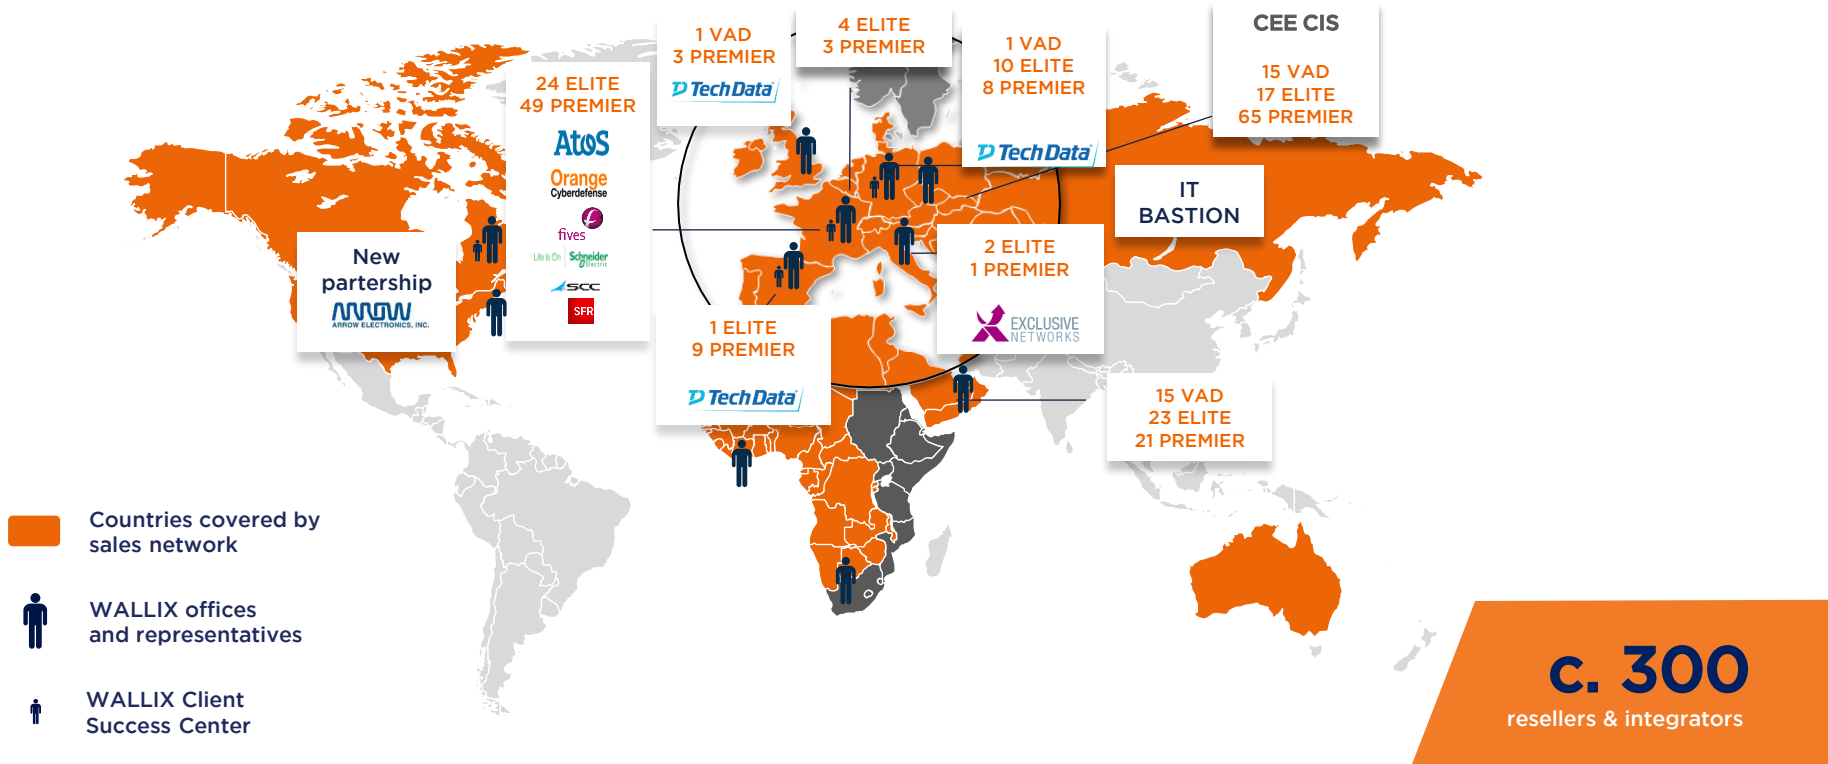 1 VAD
3 PREMIER
TechData
4 ELITE
3 PREMIER
1 VAD
10 ELITE
8 PREMIER
TechData
CEE CIS
15 VAD
17 ELITE
65 PREMIER
24 ELITE
49 PREMIER
Atos
Orange
Cyberdefense
f
fives
Life Is On
Schneider
Electric
SCC
SFR
IT
BASTION
New
partership
ARROW
ARROW ELECTRONICS, INC.
2 ELITE
1 PREMIER
EXCLUSIVE
NETWORKS
1 ELITE
9 PREMIER
TechData
15 VAD
23 ELITE
21 PREMIER
Countries covered by
sales network
WALLIX offices
and representatives
WALLIX Client
Success Center
c. 300
resellers & integrators